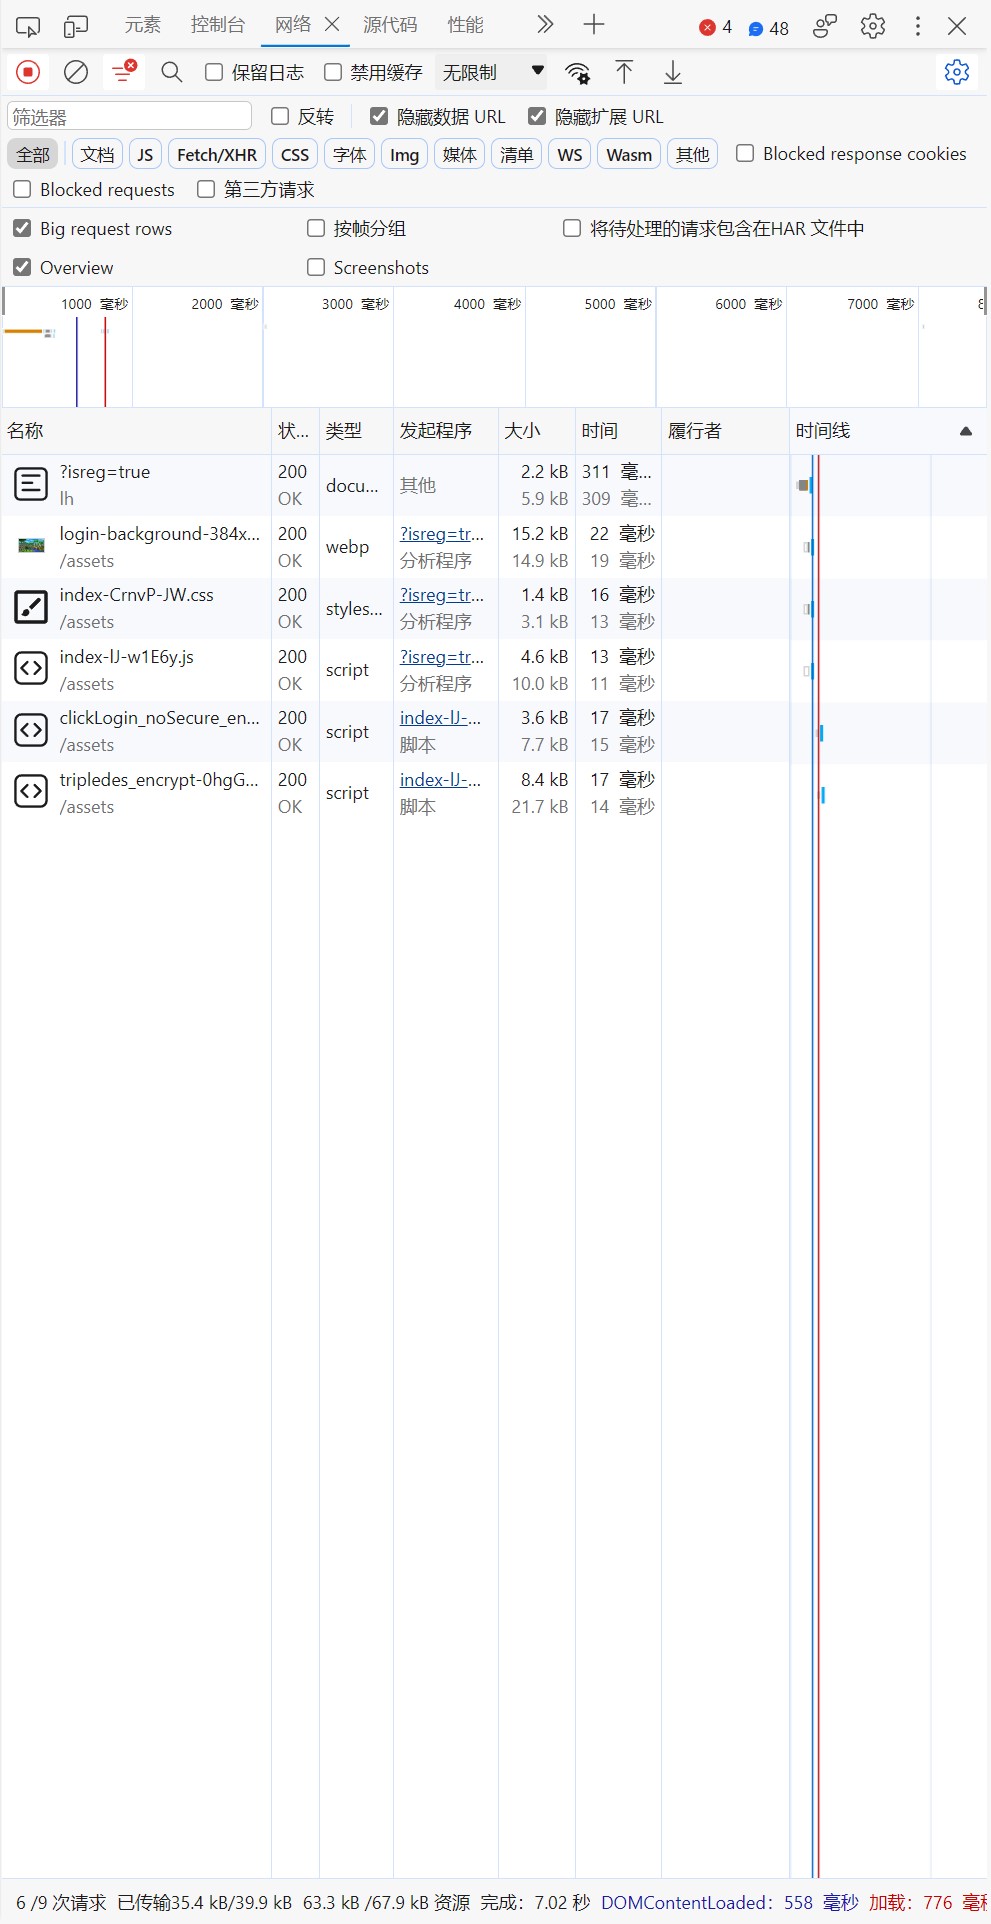 元素 控制台 网络 源代码 性能 4 48
保留日志 禁用缓存 无限制
筛选器 反转 隐藏数据 URL 隐藏扩展 URL
全部 文档 JS Fetch/XHR CSS 字体 Img 媒体 清单 WS Wasm 其他 Blocked response cookies
Blocked requests 第三方请求
Big request rows 按帧分组 将待处理的请求包含在HAR 文件中
Overview Screenshots
1000 毫秒 2000 毫秒 3000 毫秒 4000 毫秒 5000 毫秒 6000 毫秒 7000 毫秒
名称 状... 类型 发起程序 大小 时间 履行者 时间线
?isreg=true 200 docu... 其他 2.2 kB 311 毫...
lh OK 5.9 kB 309 毫...
login-background-384x... 200 webp ?isreg=tr... 15.2 kB 22 毫秒
/assets OK 分析程序 14.9 kB 19 毫秒
index-CrnvP-JW.css 200 styles... ?isreg=tr... 1.4 kB 16 毫秒
/assets OK 分析程序 3.1 kB 13 毫秒
index-lJ-w1E6y.js 200 script ?isreg=tr... 4.6 kB 13 毫秒
/assets OK 分析程序 10.0 kB 11 毫秒
clickLogin_noSecure_en... 200 script index-lJ-... 3.6 kB 17 毫秒
/assets OK 脚本 7.7 kB 15 毫秒
tripledes_encrypt-0hgG... 200 script index-lJ-... 8.4 kB 17 毫秒
/assets OK 脚本 21.7 kB 14 毫秒
6 /9 次请求 已传输35.4 kB/39.9 kB 63.3 kB /67.9 kB 资源 完成：7.02 秒 DOMContentLoaded：558 毫秒 加载：776 毫